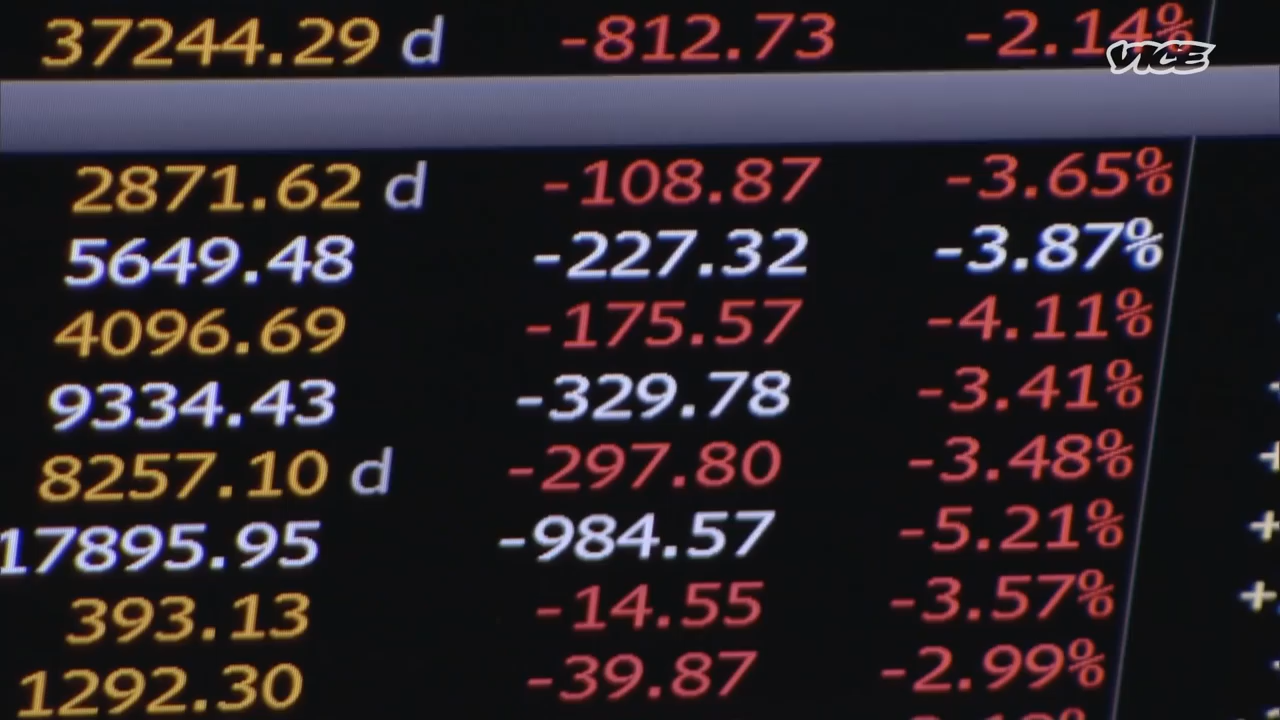 37244.29 d -812.73 -2.14%
VICE
2871.62 d -108.87 -3.65%
5649.48 -227.32 -3.87%
4096.69 -175.57 -4.11%
9334.43 -329.78 -3.41%
8257.10 d -297.80 -3.48%
17895.95 -984.57 -5.21%
393.13 -14.55 -3.57%
1292.30 -39.87 -2.99%